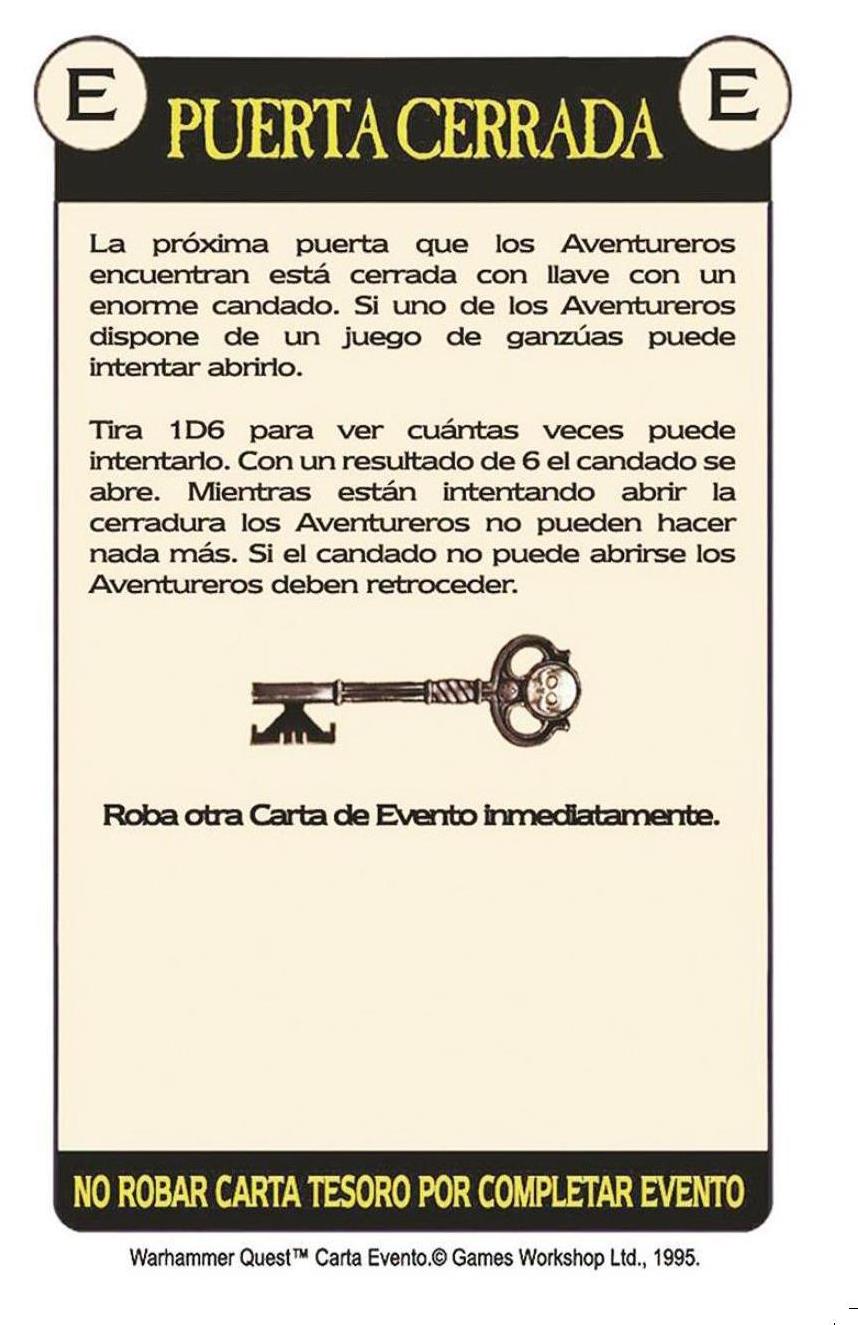 E E
PUERTA CERRADA
La próxima puerta que los Aventureros
encuentran está cerrada con llave con un
enorme candado. Si uno de los Aventureros
dispone de un juego de ganzúas puede
intentar abrirlo.
Tira 1D6 para ver cuántas veces puede
intentarlo. Con un resultado de 6 el candado se
abre. Mientras están intentando abrir la
cerradura los Aventureros no pueden hacer
nada más. Si el candado no puede abrirse los
Aventureros deben retroceder.
Roba otra Carta de Evento inmediatamente.
NO ROBAR CARTA TESORO POR COMPLETAR EVENTO
Warhammer Quest™ Carta Evento.© Games Workshop Ltd., 1995.